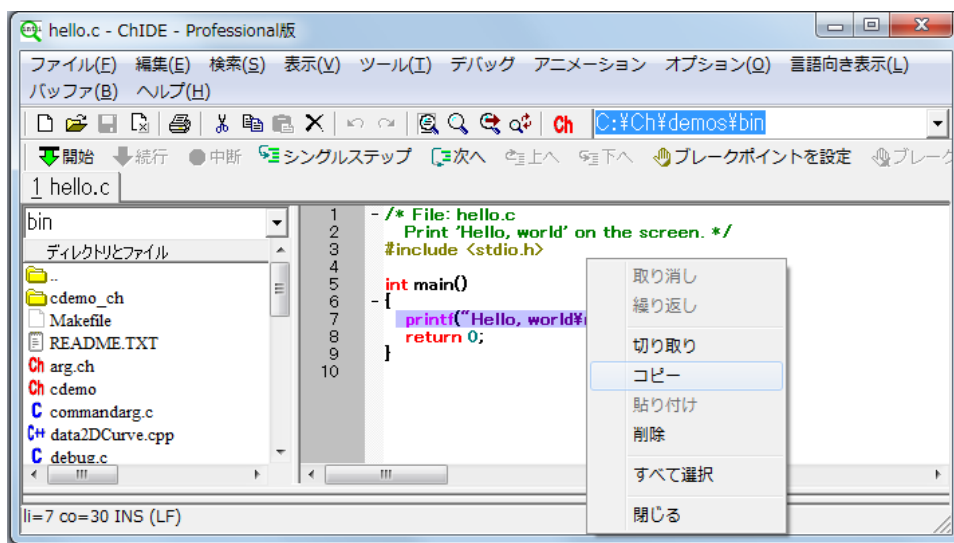 hello.c - ChIDE - Professional版
ファイル(F) 編集(E) 検索(S) 表示(V) ツール(T) デバッグ アニメーション オプション(O) 言語向き表示(L)
バッファ(B) ヘルプ(H)
Ch C:¥Ch¥demos¥bin
開始 続行 中断 シングルステップ 次へ 上へ 下へ ブレークポイントを設定 ブレーク
1 hello.c
bin
ディレクトリとファイル
..
cdemo_ch
Makefile
README.TXT
Ch arg.ch
Ch cdemo
C commandarg.c
C++ data2DCurve.cpp
C debug.c
1 - /* File: hello.c
2 Print 'Hello, world' on the screen. */
3 #include <stdio.h>
4
5 int main()
6 - {
7 printf("Hello, world¥
8 return 0;
9 }
10
取り消し
繰り返し
切り取り
コピー
貼り付け
削除
すべて選択
閉じる
li=7 co=30 INS (LF)